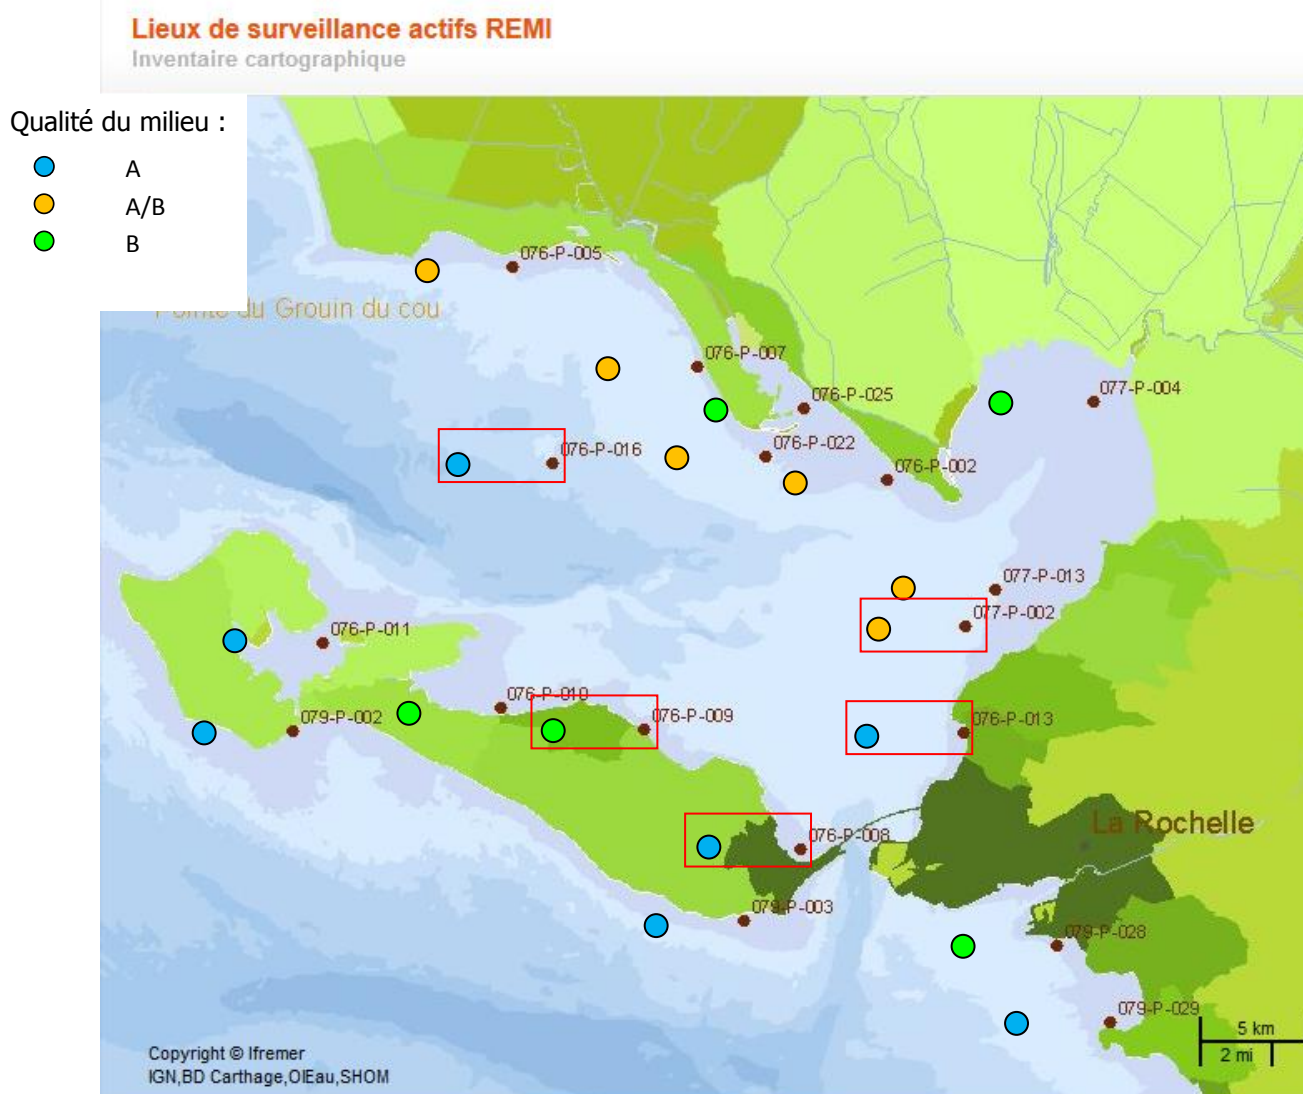 Lieux de surveillance actifs REMI
Inventaire cartographique
Qualité du milieu :
A
A/B
B
076-P-005
Pointe du Grouin du cou
076-P-007
076-P-025
077-P-004
076-P-016
076-P-022
076-P-002
077-P-013
077-P-002
076-P-011
076-P-010
079-P-002
076-P-009
076-P-013
La Rochelle
076-P-008
079-P-003
079-P-028
079-P-029
5 km
2 mi
Copyright © Ifremer
IGN,BD Carthage,OIEau,SHOM